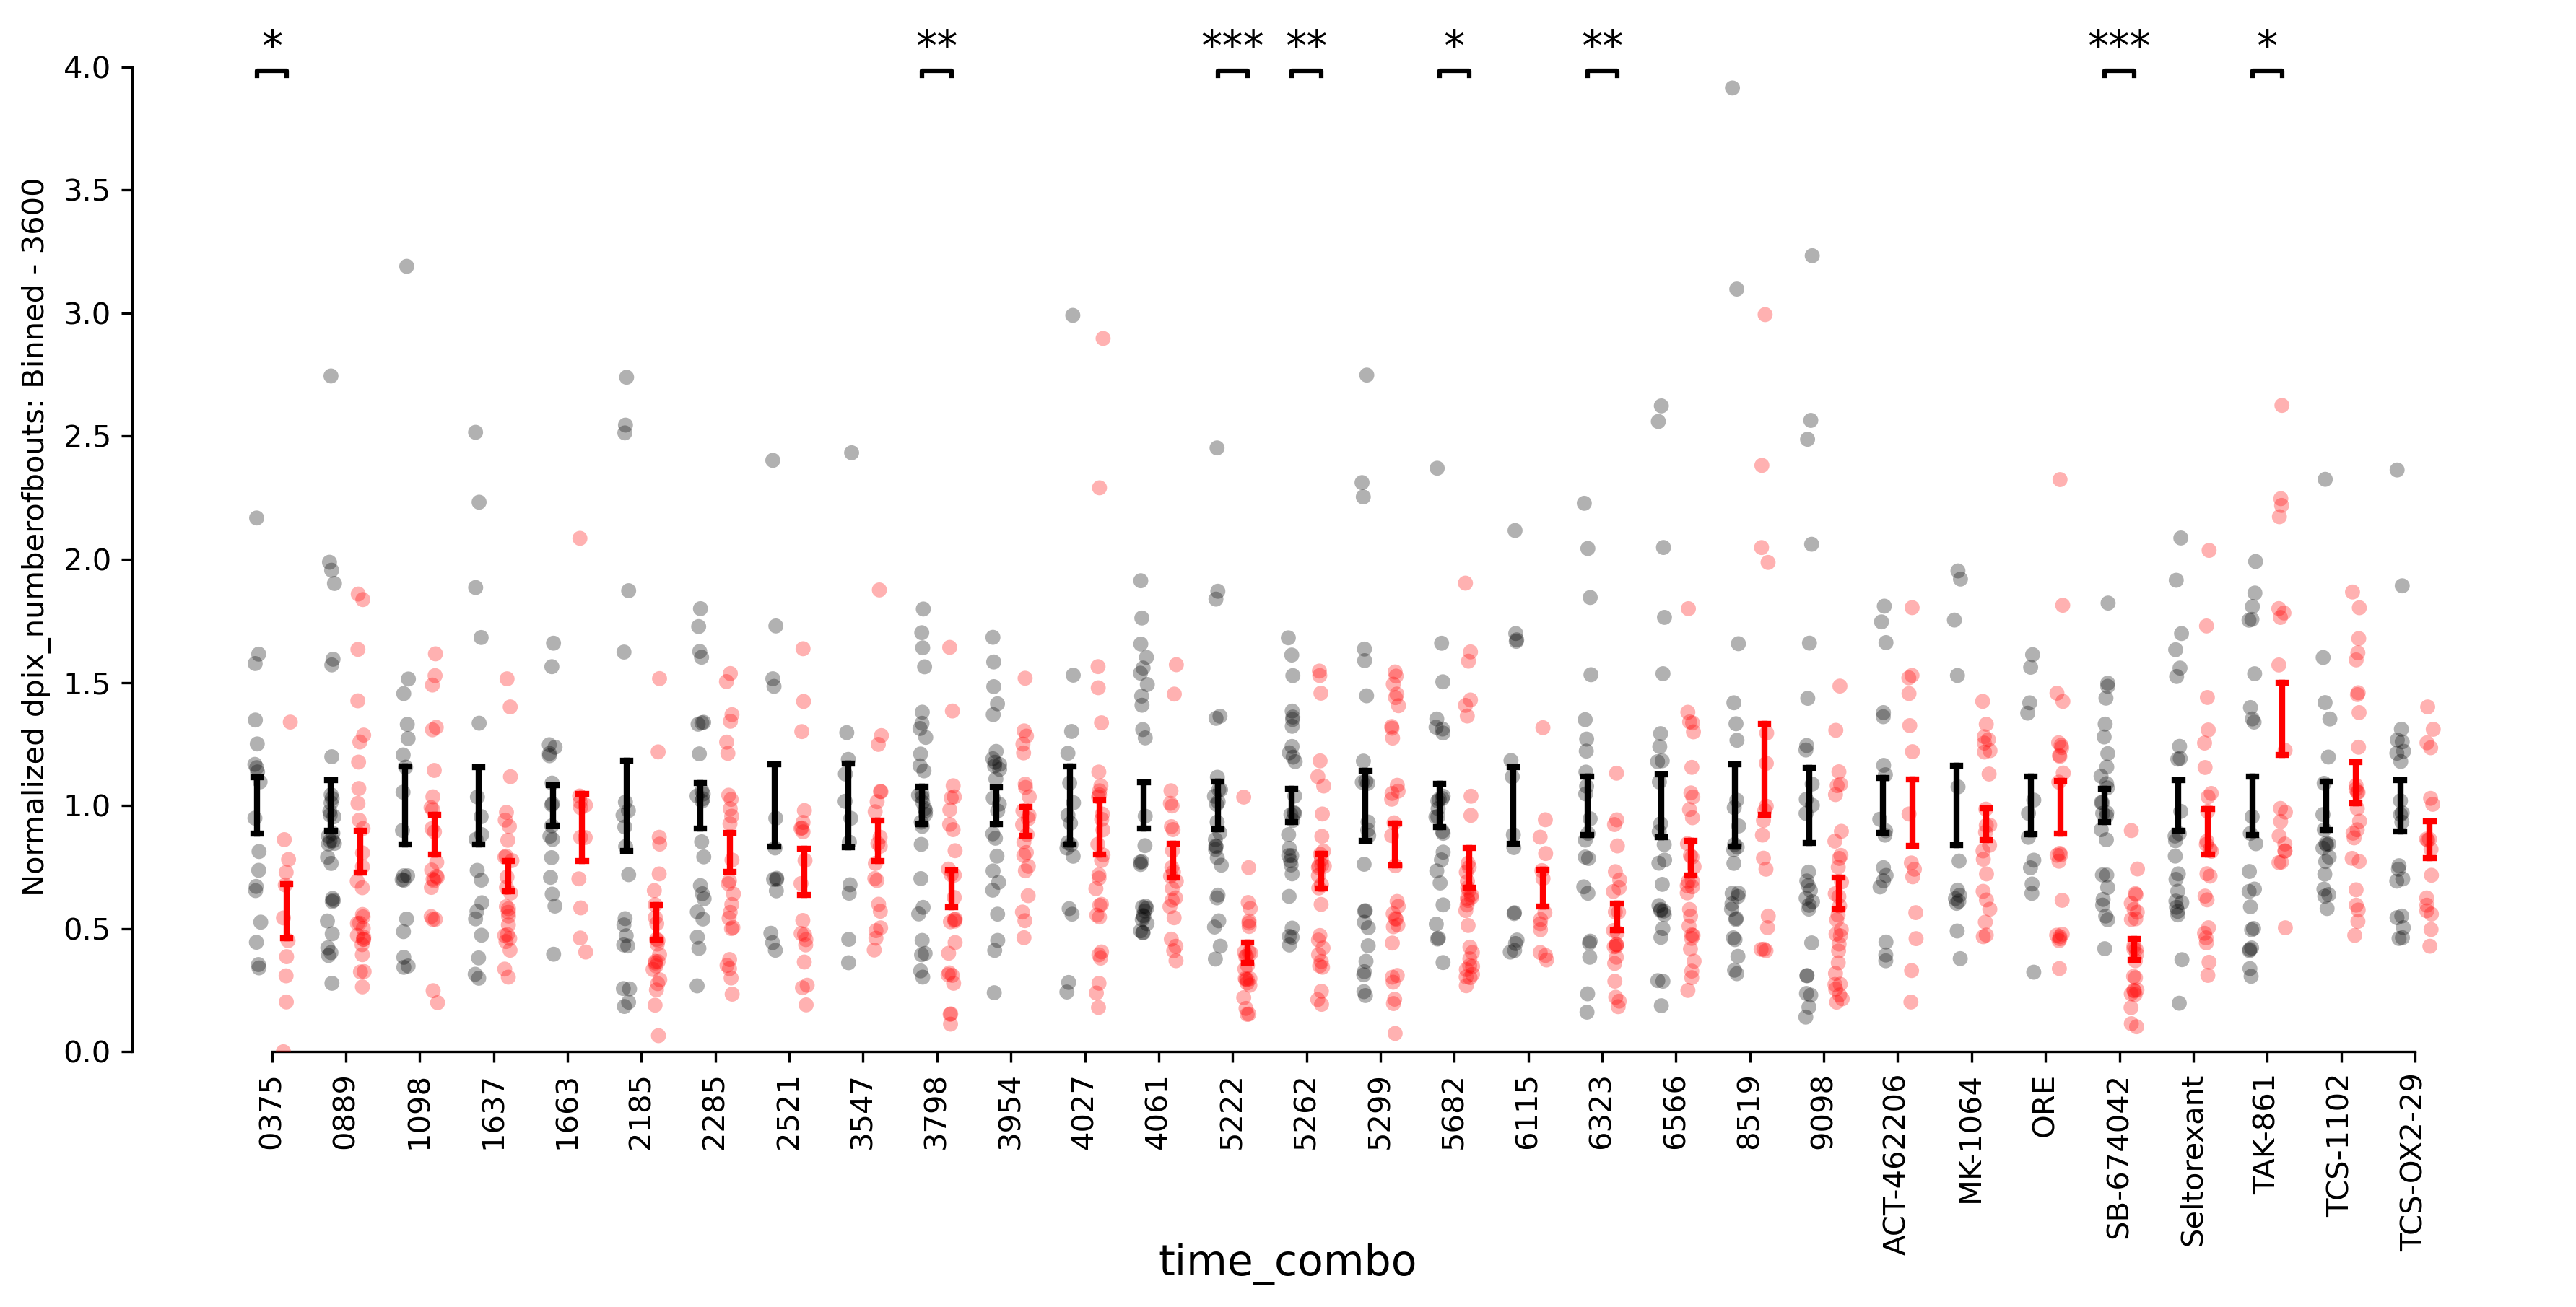 * ** *** ** * ** *** *
4.0
3.5
3.0
2.5
2.0
1.5
1.0
0.5
0.0
Normalized dpix_numberofbouts: Binned - 3600
0375 0889 1098 1637 1663 2185 2285 2521 3547 3798 3954 4027 4061 5222 5262 5299 5682 6115 6323 6566 8519 9098 ACT-462206 MK-1064 ORE SB-674042 Seltorexant TAK-861 TCS-1102 TCS-OX2-29
time_combo